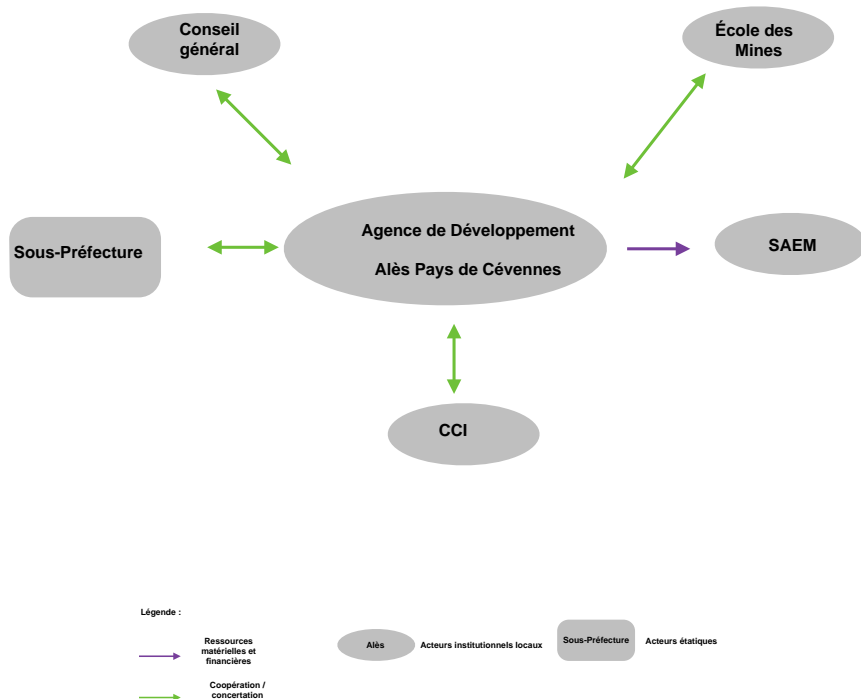 Conseil
général
École des
Mines
Sous-Préfecture
Agence de Développement
Alès Pays de Cévennes
SAEM
CCI
Légende :
Ressources
matérielles et
financières
Alès
Acteurs institutionnels locaux
Sous-Préfecture
Acteurs étatiques
Coopération /
concertation